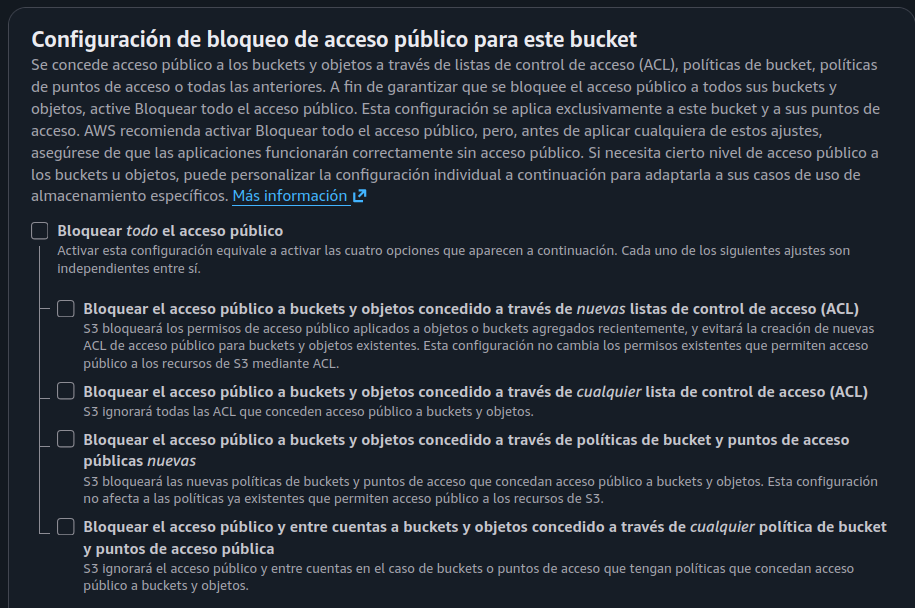 Configuración de bloqueo de acceso público para este bucket
Se concede acceso público a los buckets y objetos a través de listas de control de acceso (ACL), políticas de bucket, políticas
de puntos de acceso o todas las anteriores. A fin de garantizar que se bloquee el acceso público a todos sus buckets y
objetos, active Bloquear todo el acceso público. Esta configuración se aplica exclusivamente a este bucket y a sus puntos de
acceso. AWS recomienda activar Bloquear todo el acceso público, pero, antes de aplicar cualquiera de estos ajustes,
asegúrese de que las aplicaciones funcionarán correctamente sin acceso público. Si necesita cierto nivel de acceso público a
los buckets u objetos, puede personalizar la configuración individual a continuación para adaptarla a sus casos de uso de
almacenamiento específicos. Más información
Bloquear todo el acceso público
Activar esta configuración equivale a activar las cuatro opciones que aparecen a continuación. Cada uno de los siguientes ajustes son
independientes entre sí.
Bloquear el acceso público a buckets y objetos concedido a través de nuevas listas de control de acceso (ACL)
S3 bloqueará los permisos de acceso público aplicados a objetos o buckets agregados recientemente, y evitará la creación de nuevas
ACL de acceso público para buckets y objetos existentes. Esta configuración no cambia los permisos existentes que permiten acceso
público a los recursos de S3 mediante ACL.
Bloquear el acceso público a buckets y objetos concedido a través de cualquier lista de control de acceso (ACL)
S3 ignorará todas las ACL que conceden acceso público a buckets y objetos.
Bloquear el acceso público a buckets y objetos concedido a través de políticas de bucket y puntos de acceso
públicas nuevas
S3 bloqueará las nuevas políticas de buckets y puntos de acceso que concedan acceso público a buckets y objetos. Esta configuración
no afecta a las políticas ya existentes que permiten acceso público a los recursos de S3.
Bloquear el acceso público y entre cuentas a buckets y objetos concedido a través de cualquier política de bucket
y puntos de acceso pública
S3 ignorará el acceso público y entre cuentas en el caso de buckets o puntos de acceso que tengan políticas que concedan acceso
público a buckets y objetos.